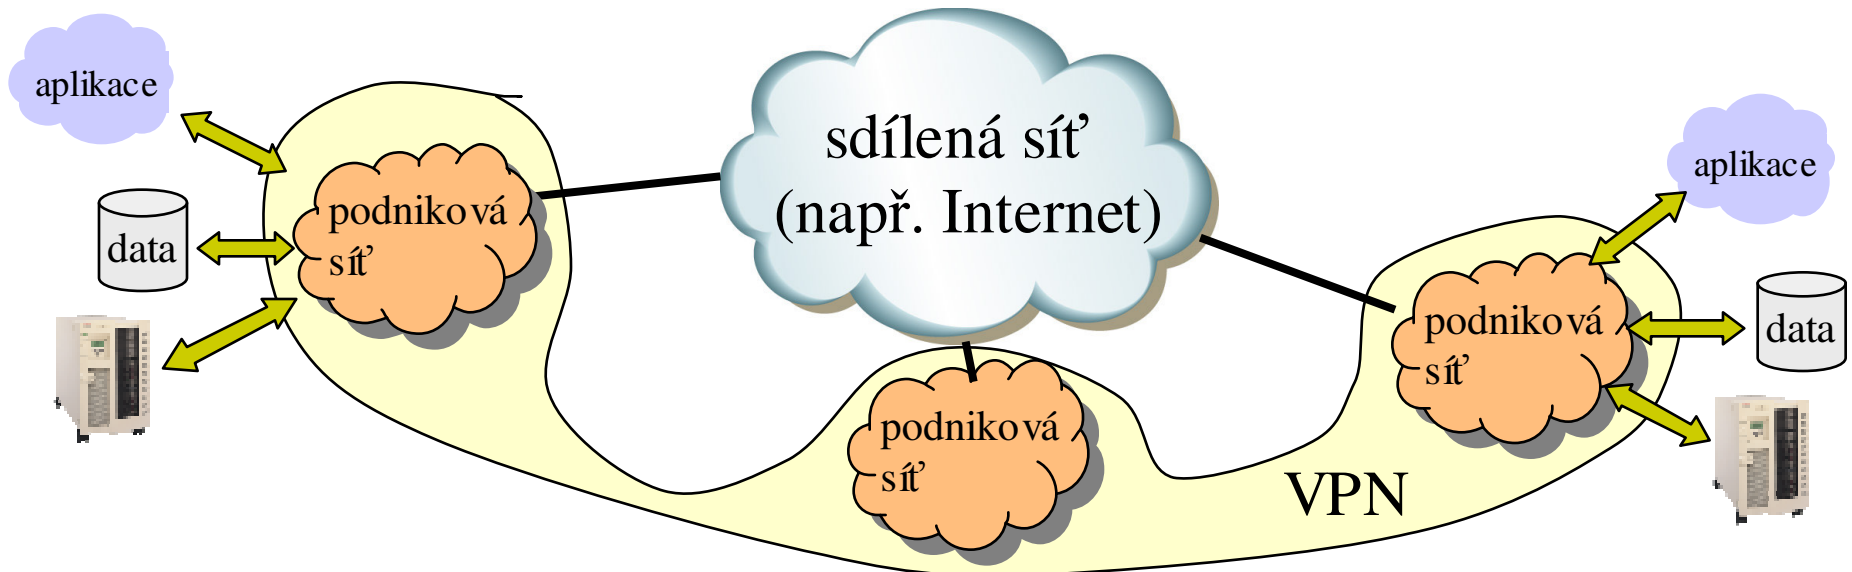 aplikace
sdílená síť
(např. Internet)
aplikace
podniková
síť
data
podniková
síť
data
podniková
síť
VPN